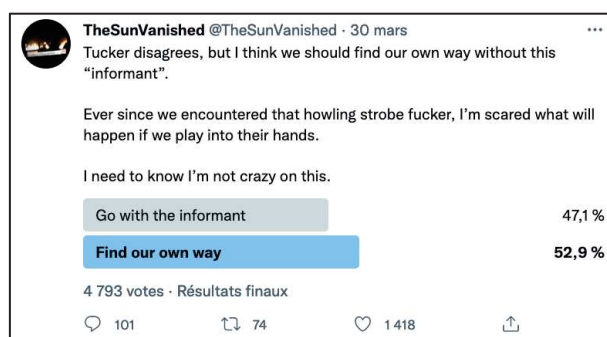 TheSunVanished @TheSunVanished · 30 mars
Tucker disagrees, but I think we should find our own way without this
“informant”.
Ever since we encountered that howling strobe fucker, I’m scared what will
happen if we play into their hands.
I need to know I’m not crazy on this.
Go with the informant 47,1 %
Find our own way 52,9 %
4 793 votes · Résultats finaux
101 74 1 418